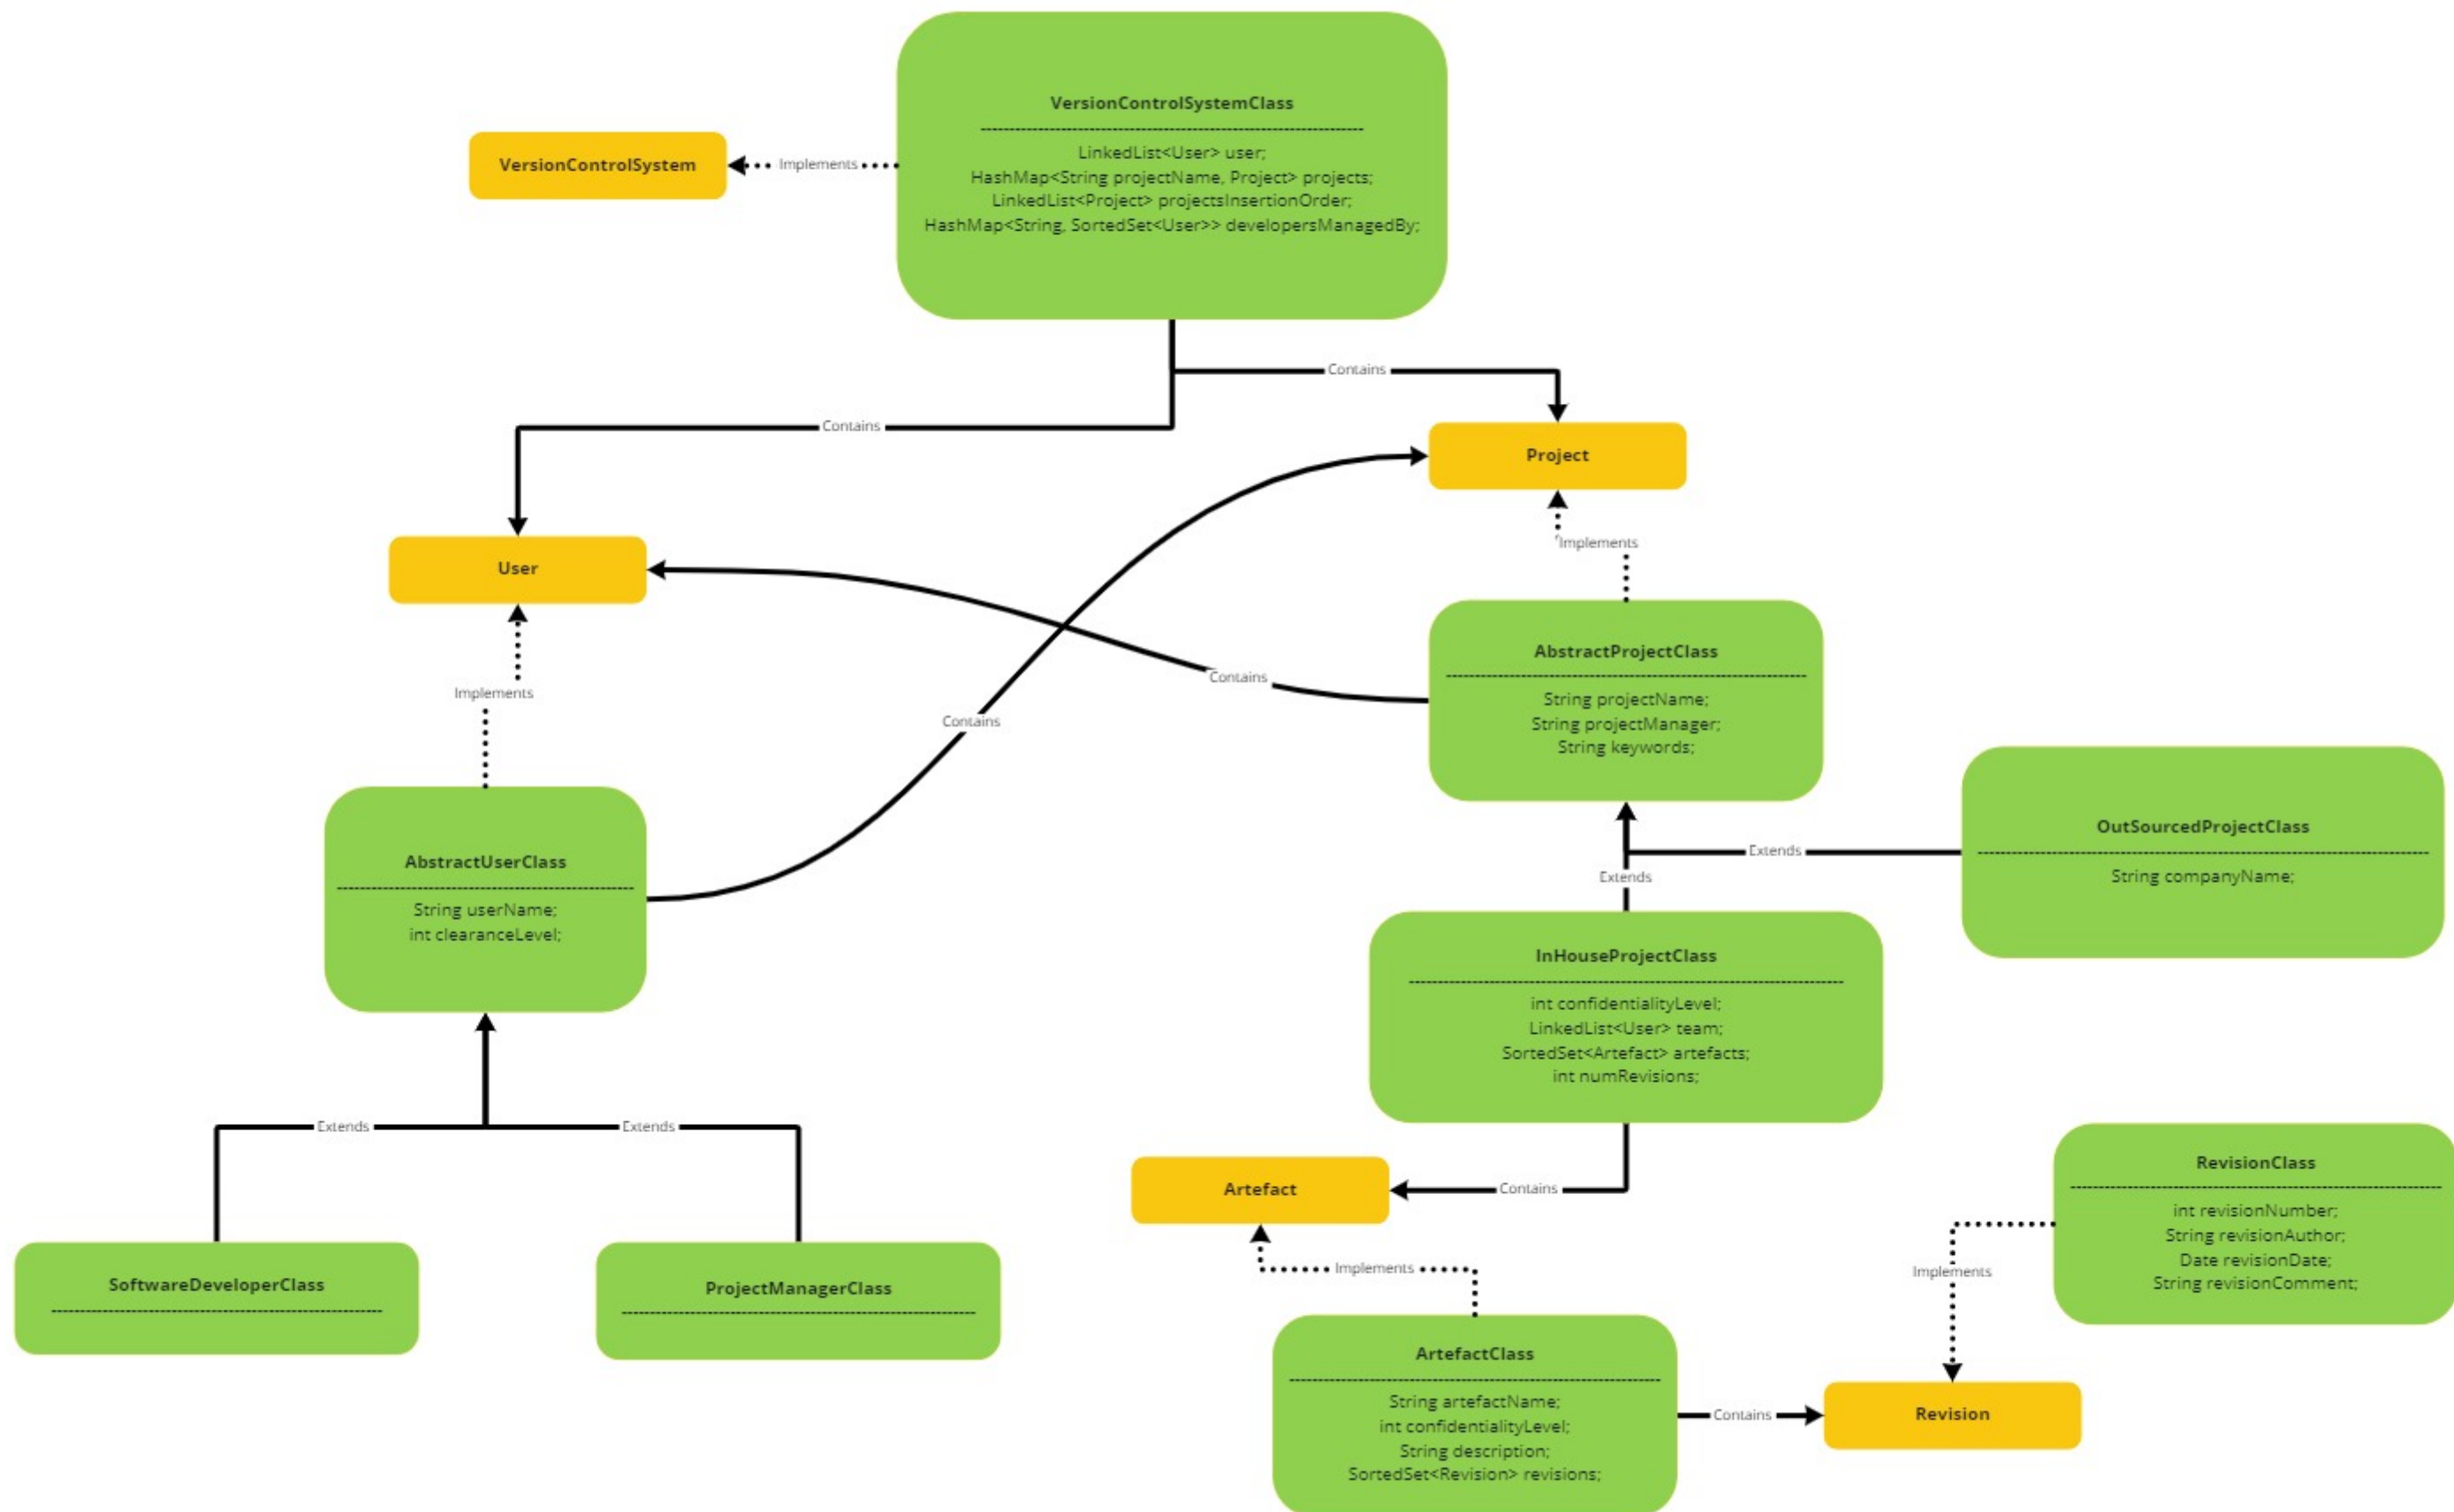 VersionControlSystemClass
------------------------------------------------------------------
LinkedList<User> user;
HashMap<String projectName, Project> projects;
LinkedList<Project> projectsInsertionOrder;
HashMap<String, SortedSet<User>> developersManagedBy;
VersionControlSystem
Implements
Contains
Contains
Project
User
Implements
Implements
Contains
Contains
AbstractProjectClass
--------------------------------------------------------------
String projectName;
String projectManager;
String keywords;
AbstractUserClass
---------------------------------------------------
String userName;
int clearanceLevel;
OutSourcedProjectClass
------------------------------------------------------------------------------
String companyName;
Extends
Extends
InHouseProjectClass
---------------------------------------------------------------------------
int confidentialityLevel;
LinkedList<User> team;
SortedSet<Artefact> artefacts;
int numRevisions;
Extends
Extends
SoftwareDeveloperClass
---------------------------------------------------------
ProjectManagerClass
-------------------------------------------------------------
Artefact
Contains
Implements
RevisionClass
----------------------------------------------------------------
int revisionNumber;
String revisionAuthor;
Date revisionDate;
String revisionComment;
Implements
ArtefactClass
----------------------------------------------------------------
String artefactName;
int confidentialityLevel;
String description;
SortedSet<Revision> revisions;
Contains
Revision